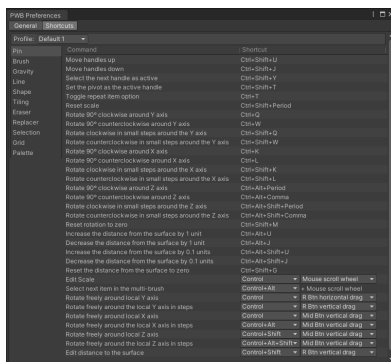 PWB Preferences
General Shortcuts
Profile: Default 1
Pin
Brush
Gravity
Line
Shape
Tiling
Eraser
Replacer
Selection
Grid
Palette
Command Shortcut
Move handles up Ctrl+Shift+U
Move handles down Ctrl+Shift+J
Select the next handle as active Ctrl+Shift+Y
Set the pivot as the active handle Ctrl+Shift+T
Toggle repeat item option Ctrl+T
Reset scale Ctrl+Shift+Period
Rotate 90º clockwise around Y axis Ctrl+Q
Rotate 90º counterclockwise around Y axis Ctrl+W
Rotate clockwise in small steps around the Y axis Ctrl+Shift+Q
Rotate counterclockwise in small steps around the Y axis Ctrl+Shift+W
Rotate 90º clockwise around X axis Ctrl+K
Rotate 90º counterclockwise around X axis Ctrl+L
Rotate clockwise in small steps around the X axis Ctrl+Shift+K
Rotate counterclockwise in small steps around the X axis Ctrl+Shift+L
Rotate 90º clockwise around Z axis Ctrl+Alt+Period
Rotate 90º counterclockwise around Z axis Ctrl+Alt+Comma
Rotate clockwise in small steps around the Z axis Ctrl+Alt+Shift+Period
Rotate counterclockwise in small steps around the Z axis Ctrl+Alt+Shift+Comma
Reset rotation to zero Ctrl+Shift+M
Increase the distance from the surface by 1 unit Ctrl+Alt+U
Decrease the distance from the surface by 1 unit Ctrl+Alt+J
Increase the distance from the surface by 0.1 units Ctrl+Alt+Shift+U
Decrease the distance from the surface by 0.1 units Ctrl+Alt+Shift+J
Reset the distance from the surface to zero Ctrl+Shift+G
Edit Scale Control Mouse scroll wheel
Select next item in the multi-brush Control+Alt + Mouse scroll wheel
Rotate freely around local Y axis Control R Btn horizontal drag
Rotate freely around the local Y axis in steps Control R Btn vertical drag
Rotate freely around local X axis Control Mid Btn vertical drag
Rotate freely around the local X axis in steps Control+Alt Mid Btn vertical drag
Rotate freely around local Z axis Control+Shift Mid Btn vertical drag
Rotate freely around the local Z axis in steps Control+Alt+Shift Mid Btn vertical drag
Edit distance to the surface Control+Shift R Btn vertical drag